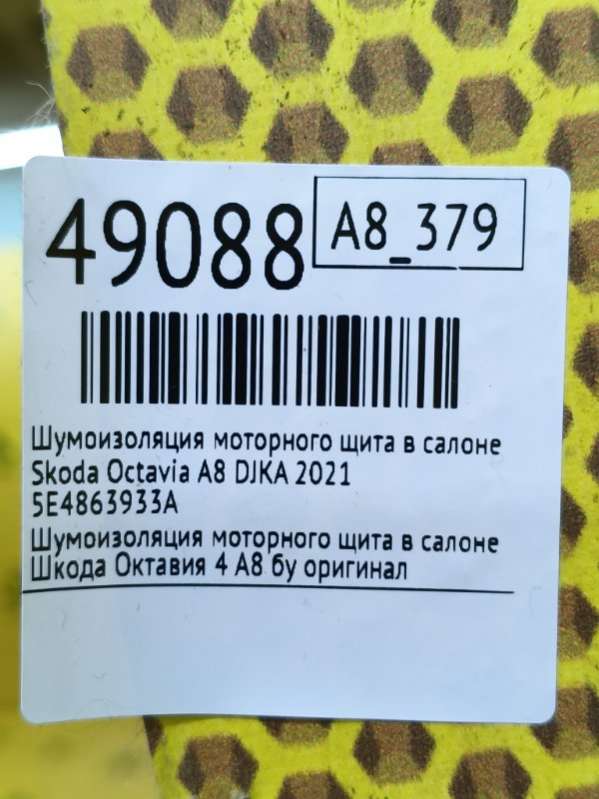 49088
A8_379
Шумоизоляция моторного щита в салоне
Skoda Octavia A8 DJKA 2021
5E4863933A
Шумоизоляция моторного щита в салоне
Шкода Октавия 4 А8 бу оригинал